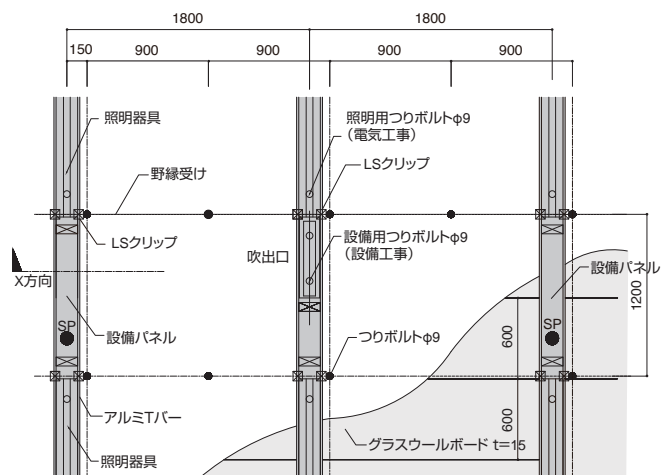 1800
1800
150
900
900
900
900
照明器具
照明用つりボルトφ9
（電気工事）
LSクリップ
野縁受け
LSクリップ
吹出口
設備用つりボルトφ9
（設備工事）
設備パネル
X方向
1200
SP
設備パネル
SP
600
つりボルトφ9
アルミTバー
600
グラスウールボード t=15
照明器具